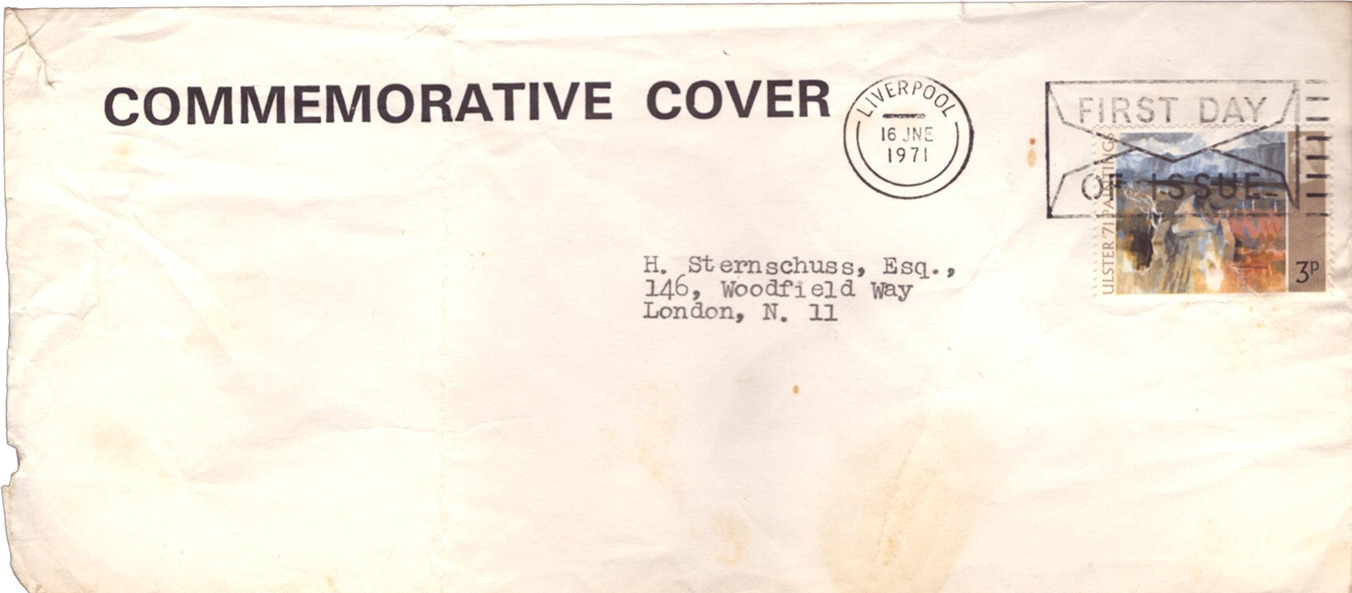 COMMEMORATIVE COVER
LIVERPOOL
16 JNE
1971
FIRST DAY
OF ISSUE
ULSTER '71 PAINTINGS
3P
H. Sternschuss, Esq.,
146, Woodfield Way
London, N. 11